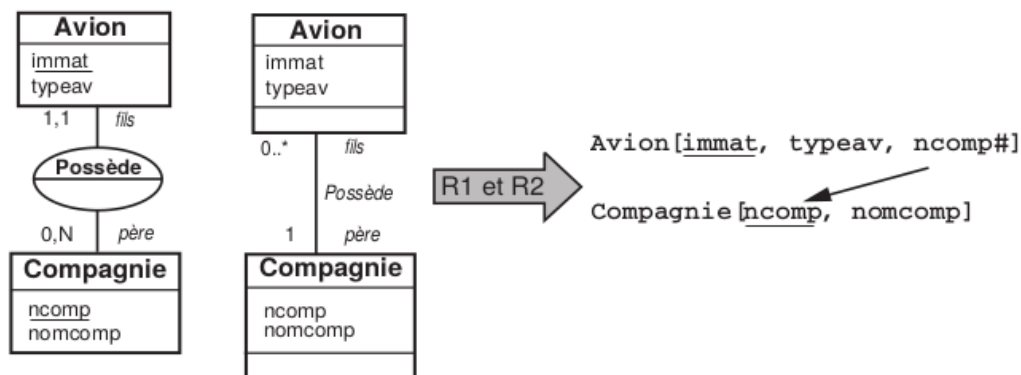 Avion
immat
typeav
1,1 fils
Possède
0,N père
Compagnie
ncomp
nomcomp
Avion
immat
typeav
0..* fils
Possède
1 père
Compagnie
ncomp
nomcomp
R1 et R2
Avion[immat, typeav, ncomp#]
Compagnie[ncomp, nomcomp]